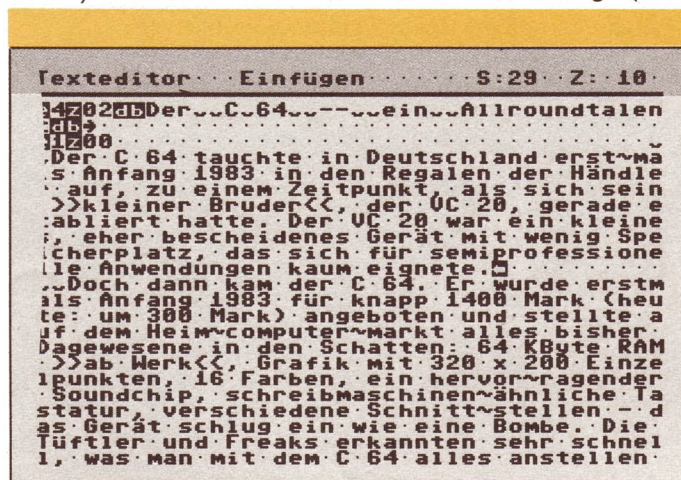 Texteditor Einfügen S:29 Z: 10
4z02dbDer C 64 -- ein Allroundtalen
db→
1z00
Der C 64 tauchte in Deutschland erst~ma
s Anfang 1983 in den Regalen der Händle
auf, zu einem Zeitpunkt, als sich sein
>>kleiner Bruder<<, der VC 20, gerade e
tabliert hatte. Der VC 20 war ein kleine
s, eher bescheidenes Gerät mit wenig Spe
icherplatz, das sich für semiprofessione
lle Anwendungen kaum eignete.
Doch dann kam der C 64. Er wurde erstm
als Anfang 1983 für knapp 1400 Mark (heu
te: um 300 Mark) angeboten und stellte a
uf dem Heim~computer~markt alles bisher
Dagewesene in den Schatten: 64 KByte RAM
>>ab Werk<<, Grafik mit 320 x 200 Einze
lpunkten, 16 Farben, ein hervor~ragender
Soundchip, schreibmaschinen~ähnliche Ta
statur, verschiedene Schnitt~stellen - d
as Gerät schlug ein wie eine Bombe. Die
Tüftler und Freaks erkannten sehr schnel
l, was man mit dem C 64 alles anstellen